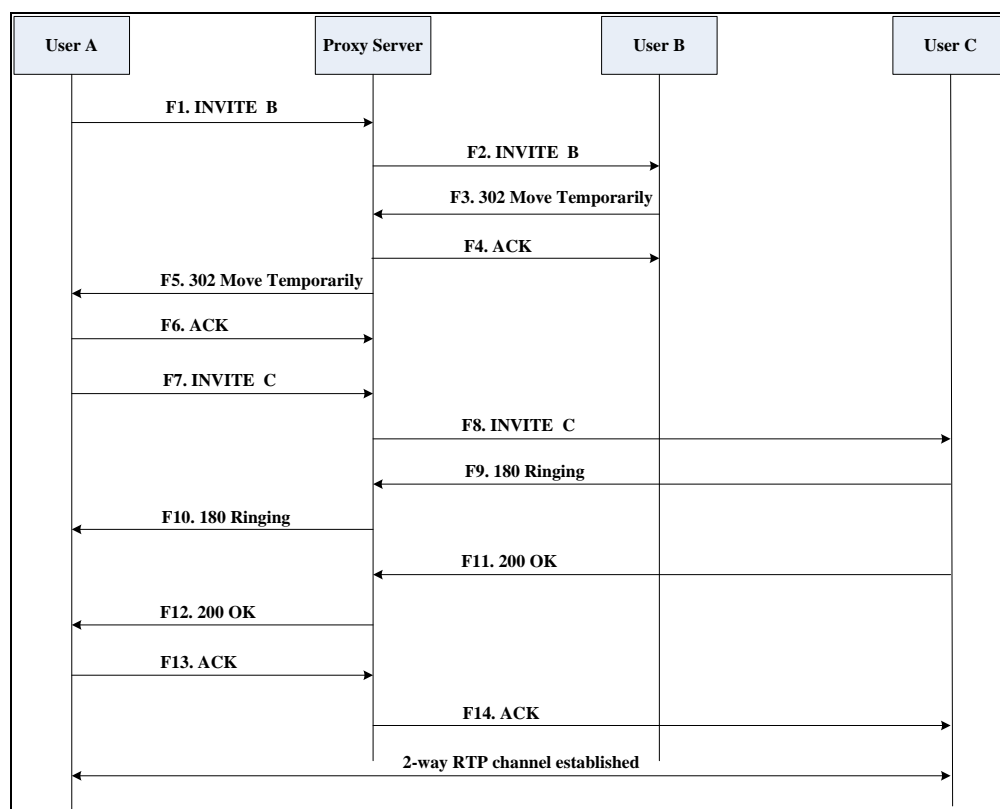 User A
Proxy Server
User B
User C
F1. INVITE B
F2. INVITE B
F3. 302 Move Temporarily
F4. ACK
F5. 302 Move Temporarily
F6. ACK
F7. INVITE C
F8. INVITE C
F9. 180 Ringing
F10. 180 Ringing
F11. 200 OK
F12. 200 OK
F13. ACK
F14. ACK
2-way RTP channel established